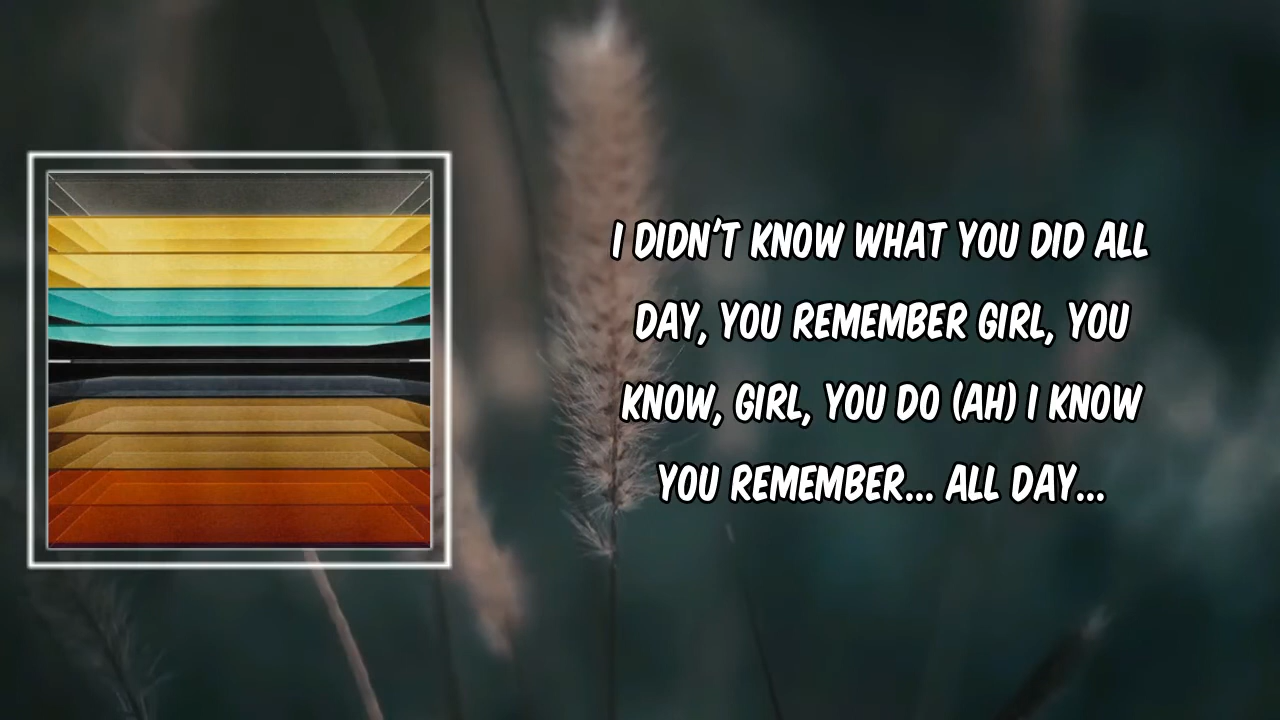 I DIDN'T KNOW WHAT YOU DID ALL
DAY, YOU REMEMBER GIRL, YOU
KNOW, GIRL, YOU DO (AH) I KNOW
YOU REMEMBER... ALL DAY...